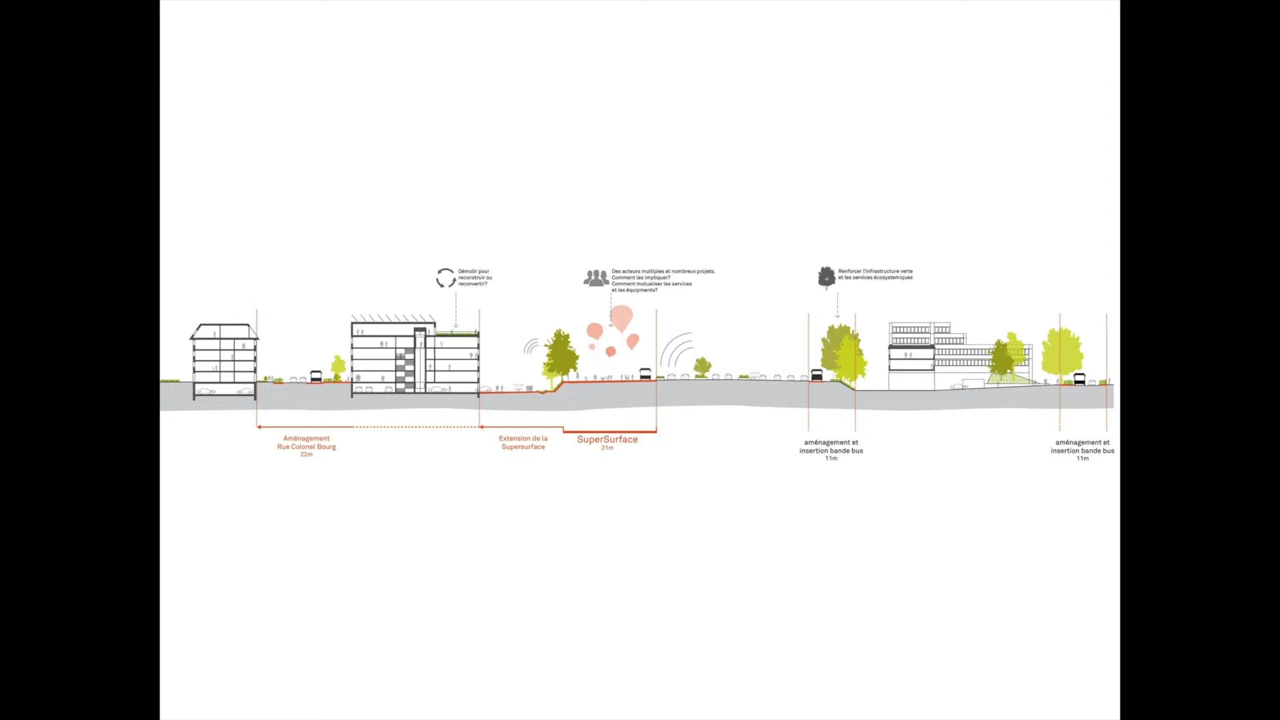 Démolir pour
reconstruir ou
reconvertir?
Des acteurs multiples et nombreux projets.
Comment les impliquer?
Comment mutualiser les services
et les équipments?
Renforcer l'infrastructure verte
et les services écosystemiques
Aménagement
Rue Colonel Bourg
22m
Extension de la
Supersurface
SuperSurface
21m
aménagement et
insertion bande bus
11m
aménagement et
insertion bande bus
11m